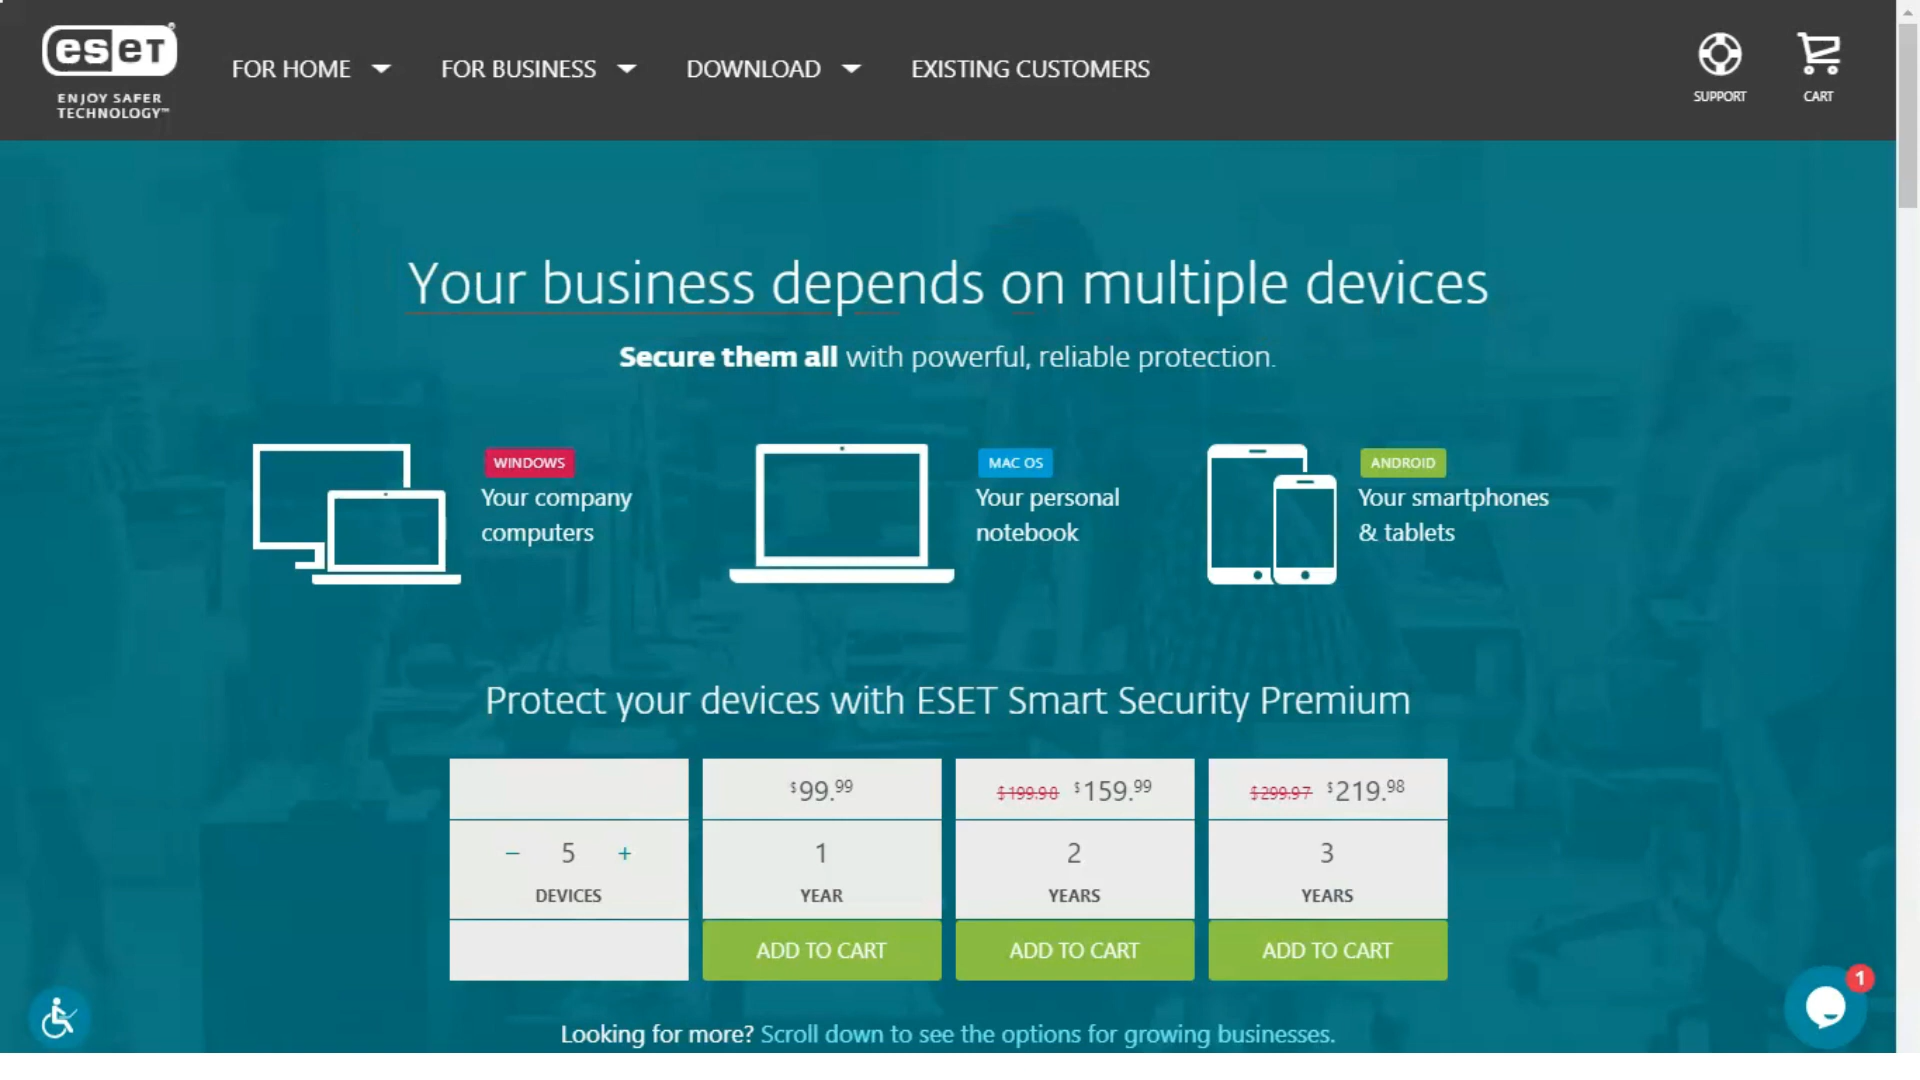 eseT®
ENJOY SAFER
TECHNOLOGY™
FOR HOME
FOR BUSINESS
DOWNLOAD
EXISTING CUSTOMERS
SUPPORT
CART
Your business depends on multiple devices
Secure them all with powerful, reliable protection.
WINDOWS
Your company
computers
MAC OS
Your personal
notebook
ANDROID
Your smartphones
& tablets
Protect your devices with ESET Smart Security Premium
$99.99
$199.98 $159.99
$299.97 $219.98
− 5 +
DEVICES
1
YEAR
2
YEARS
3
YEARS
ADD TO CART
ADD TO CART
ADD TO CART
1
Looking for more? Scroll down to see the options for growing businesses.